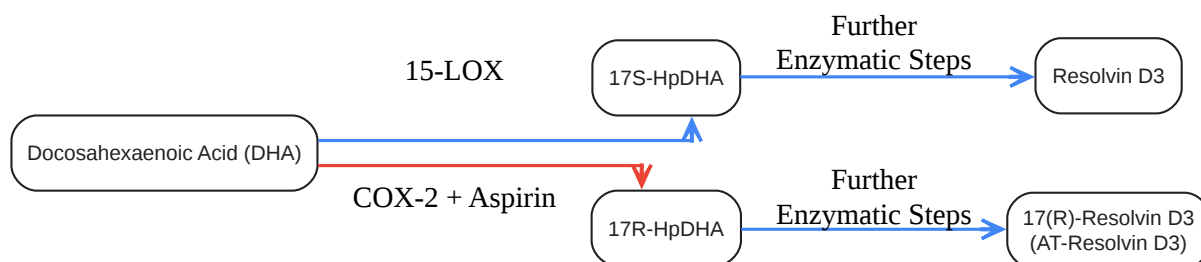 Further
Enzymatic Steps
15-LOX
17S-HpDHA
Resolvin D3
Docosahexaenoic Acid (DHA)
COX-2 + Aspirin
Further
Enzymatic Steps
17R-HpDHA
17(R)-Resolvin D3
(AT-Resolvin D3)